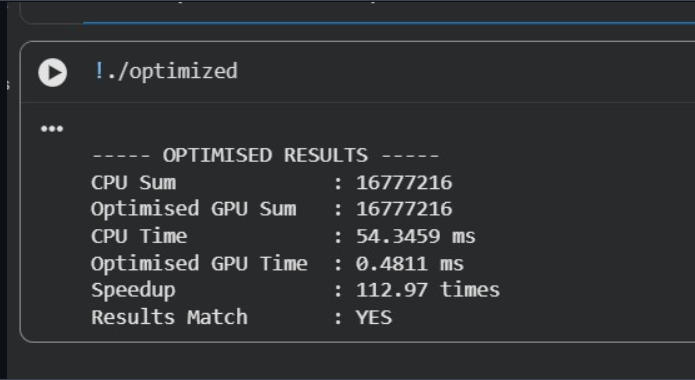 !./optimized
----- OPTIMISED RESULTS -----
CPU Sum : 16777216
Optimised GPU Sum : 16777216
CPU Time : 54.3459 ms
Optimised GPU Time : 0.4811 ms
Speedup : 112.97 times
Results Match : YES